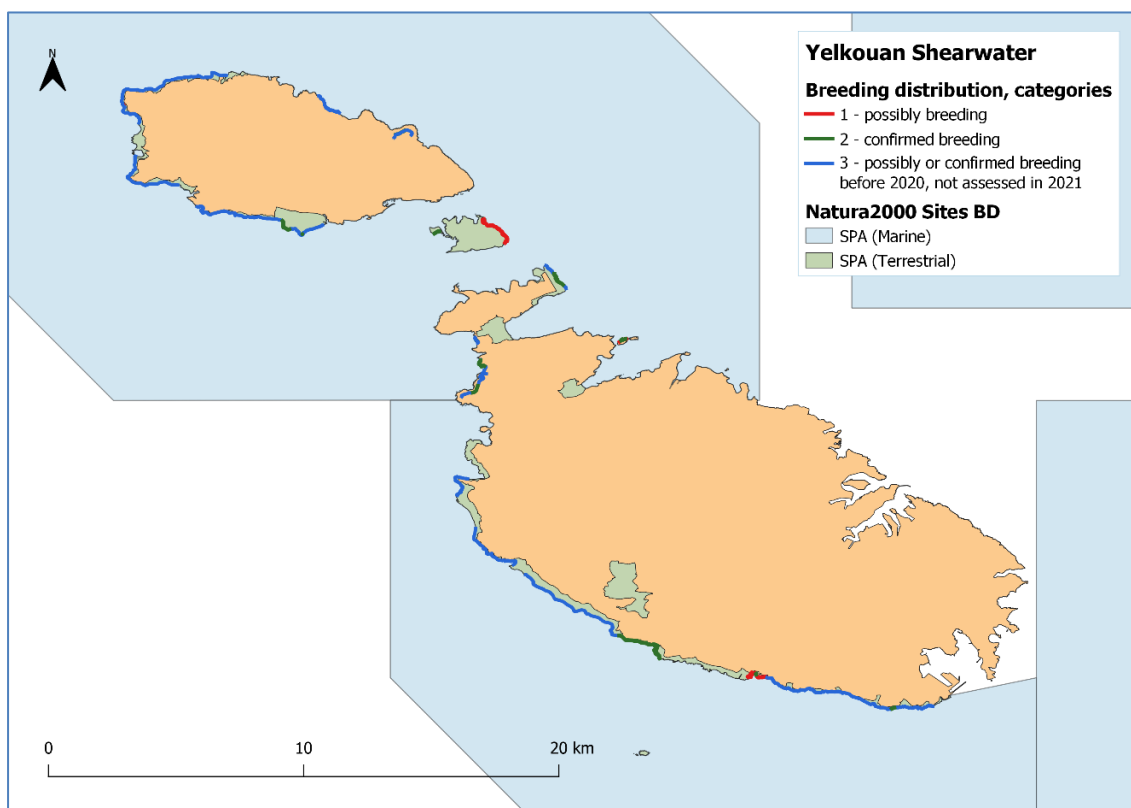 N
Yelkouan Shearwater
Breeding distribution, categories
1 - possibly breeding
2 - confirmed breeding
3 - possibly or confirmed breeding
before 2020, not assessed in 2021
Natura2000 Sites BD
SPA (Marine)
SPA (Terrestrial)
0
10
20 km